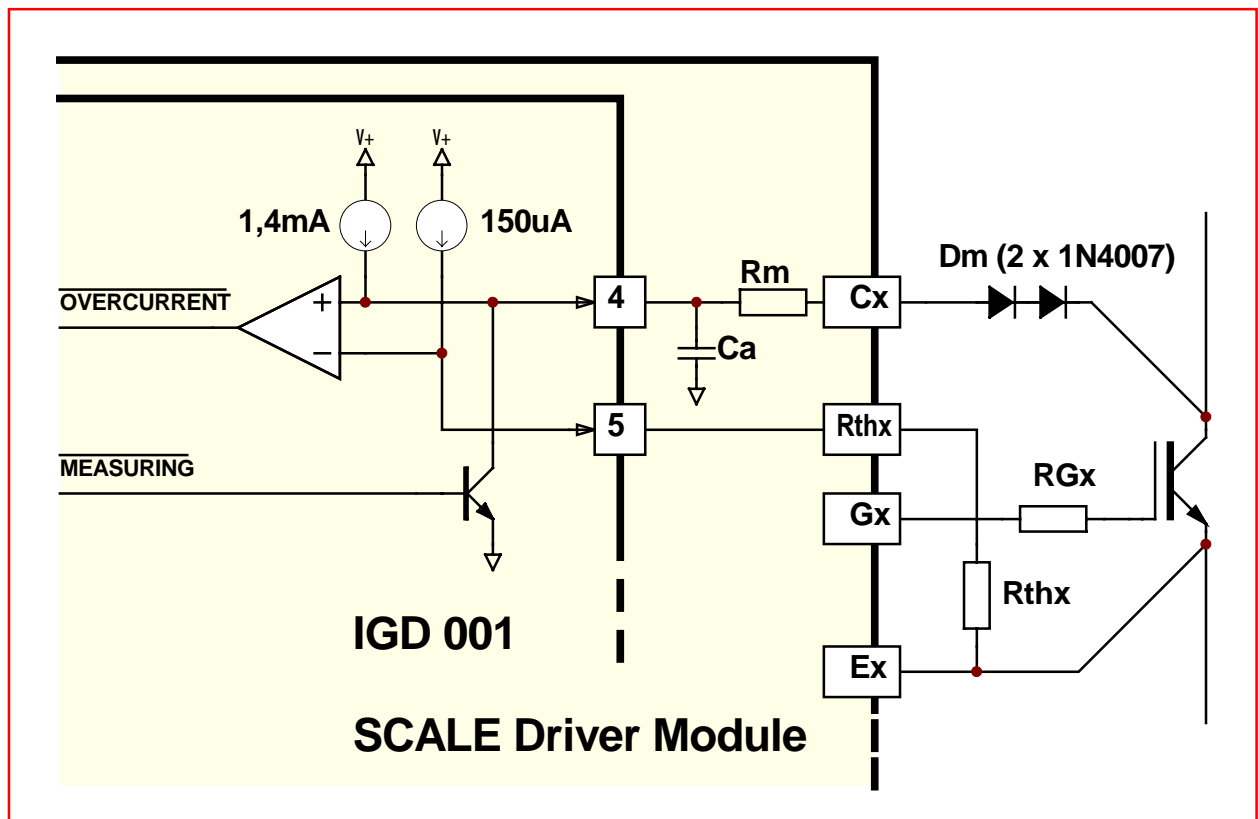 V+
V+
1,4mA
150uA
Dm (2 x 1N4007)
Rm
4
Cx
OVERCURRENT
+
−
Ca
5
Rthx
MEASURING
RGx
Gx
Rthx
IGD 001
Ex
SCALE Driver Module